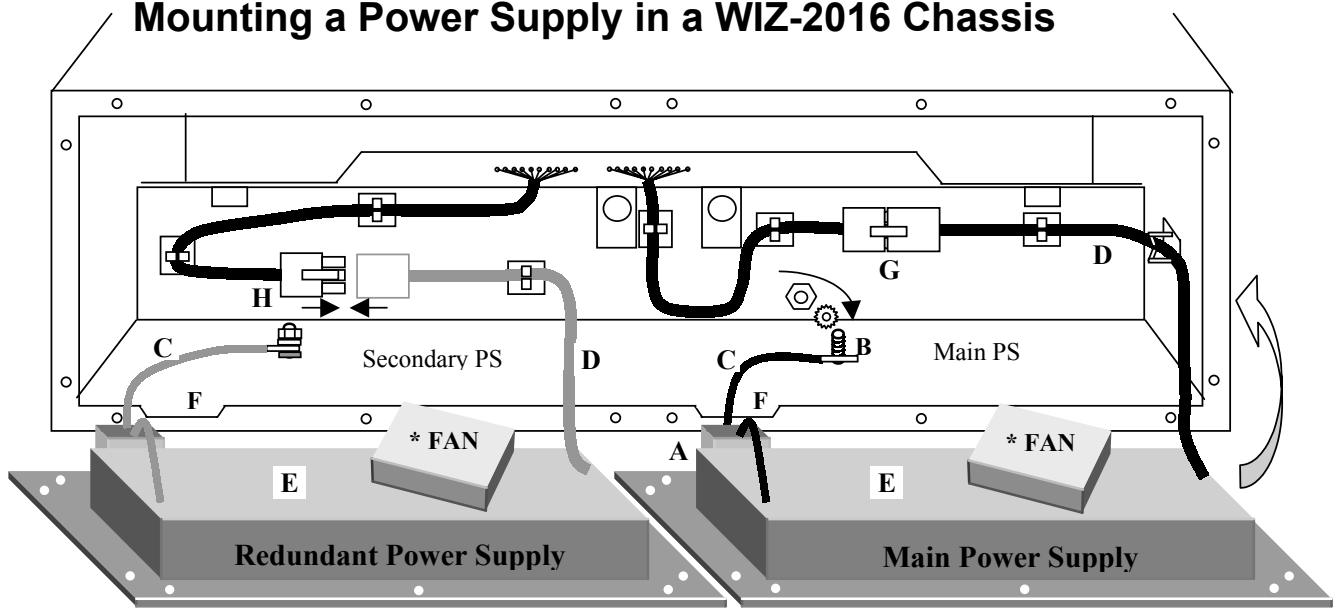 Mounting a Power Supply in a WIZ-2016 Chassis
D
G
H
C
Secondary PS
D
C
B
Main PS
F
F
* FAN
* FAN
A
E
E
Redundant Power Supply
Main Power Supply